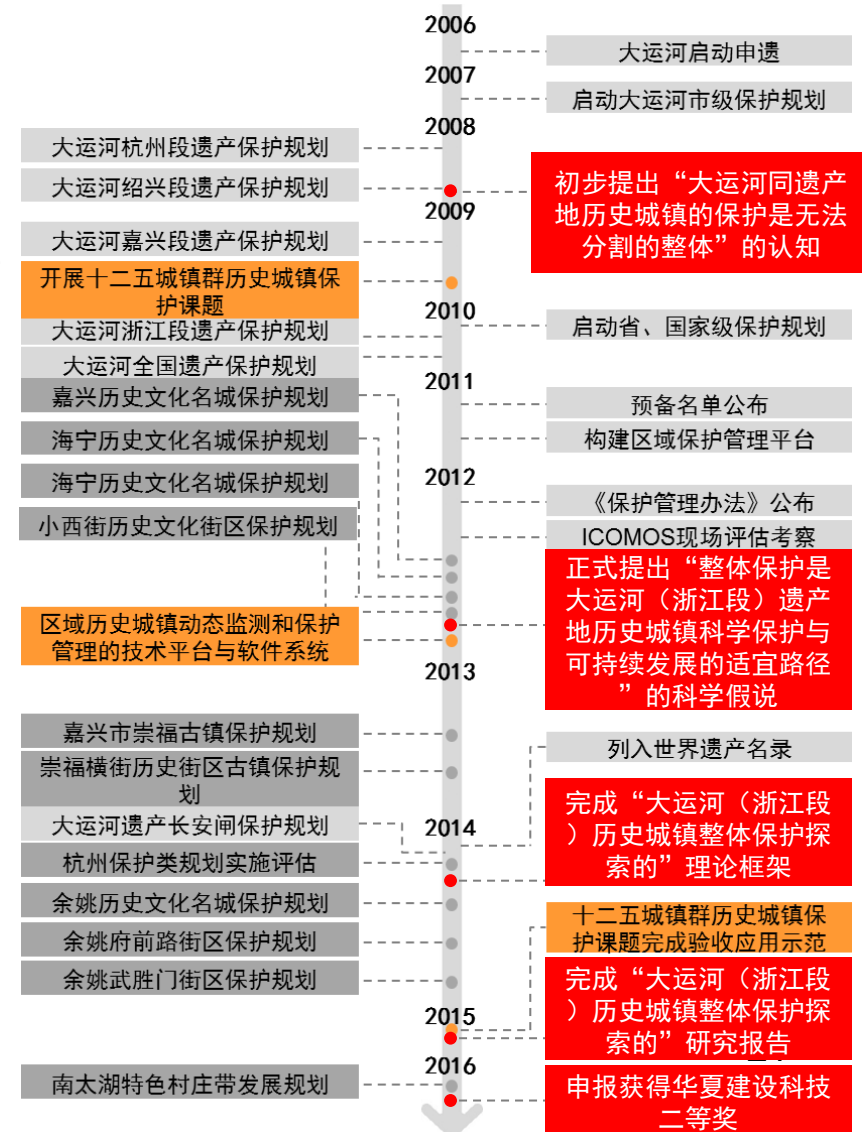 2006
大运河启动申遗
2007
启动大运河市级保护规划
2008
大运河杭州段遗产保护规划
大运河绍兴段遗产保护规划
初步提出“大运河同遗产
地历史城镇的保护是无法
分割的整体”的认知
2009
大运河嘉兴段遗产保护规划
开展十二五城镇群历史城镇保
护课题
2010
大运河浙江段遗产保护规划
启动省、国家级保护规划
大运河全国遗产保护规划
2011
嘉兴历史文化名城保护规划
预备名单公布
海宁历史文化名城保护规划
构建区域保护管理平台
2012
海宁历史文化名城保护规划
《保护管理办法》公布
小西街历史文化街区保护规划
ICOMOS现场评估考察
正式提出“整体保护是
大运河（浙江段）遗产
地历史城镇科学保护与
可持续发展的适宜路径
”的科学假说
区域历史城镇动态监测和保护
管理的技术平台与软件系统
2013
嘉兴市崇福古镇保护规划
列入世界遗产名录
崇福横街历史街区古镇保护规
划
大运河遗产长安闸保护规划
2014
完成“大运河（浙江段
）历史城镇整体保护探
索的”理论框架
杭州保护类规划实施评估
余姚历史文化名城保护规划
十二五城镇群历史城镇保
护课题完成验收应用示范
余姚府前路街区保护规划
余姚武胜门街区保护规划
完成“大运河（浙江段
）历史城镇整体保护探
索的”研究报告
2015
2016
南太湖特色村庄带发展规划
申报获得华夏建设科技
二等奖